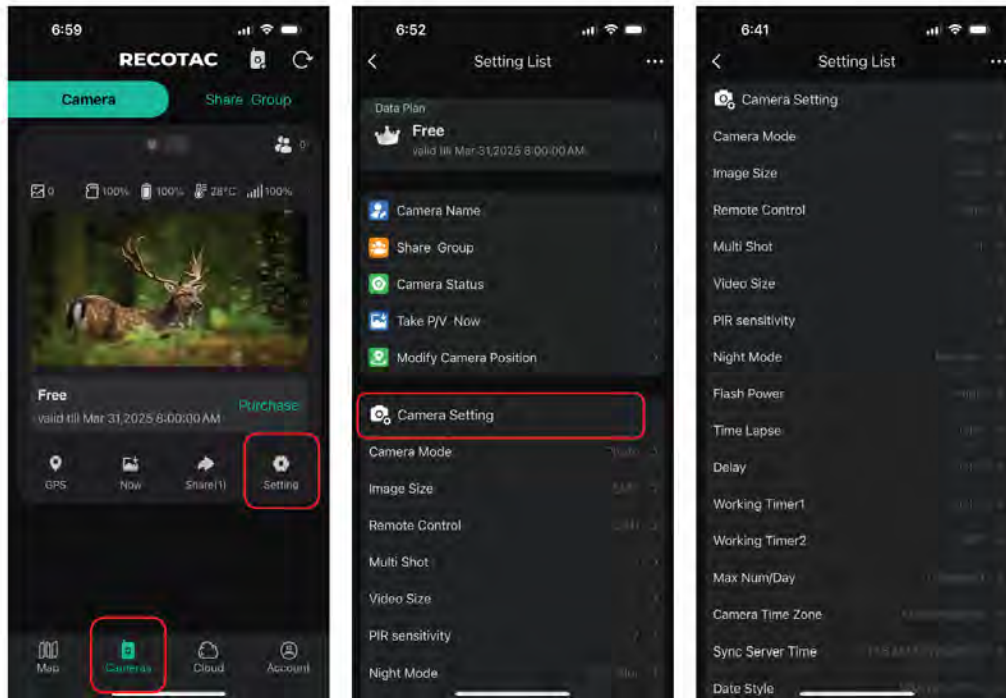 6:59
RECOTAC
Camera
Share Group
0
0
100%
100%
28°C
100%
Free
valid till Mar 31,2025 8:00:00 AM
Purchase
GPS
Now
Share(1)
Setting
Map
Cameras
Cloud
Account
6:52
Setting List
Data Plan
Free
valid till Mar 31,2025 8:00:00 AM
Camera Name
Share Group
Camera Status
Take P/V Now
Modify Camera Position
Camera Setting
Camera Mode
Image Size
Remote Control
Multi Shot
Video Size
PIR sensitivity
Night Mode
6:41
Setting List
Camera Setting
Camera Mode
Image Size
Remote Control
Multi Shot
Video Size
PIR sensitivity
Night Mode
Flash Power
Time Lapse
Delay
Working Timer1
Working Timer2
Max Num/Day
Camera Time Zone
Sync Server Time
Date Style